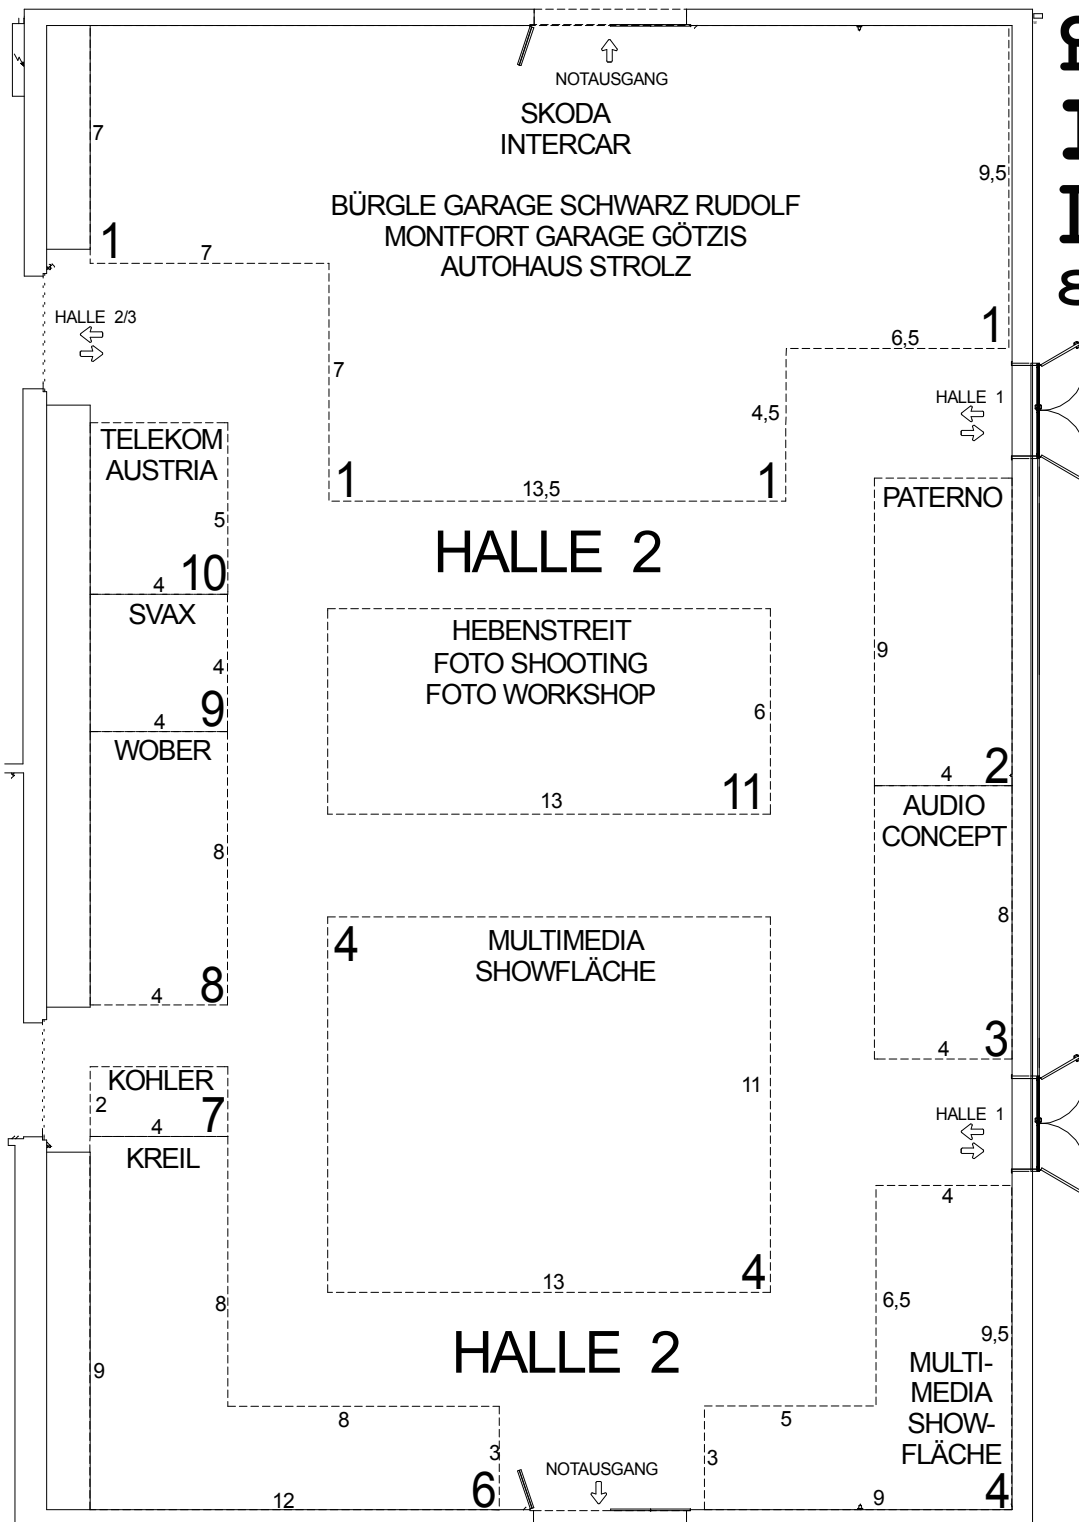 NOTAUSGANG
SKODA
INTERCAR
7
9,5
BÜRGLE GARAGE SCHWARZ RUDOLF
MONTFORT GARAGE GÖTZIS
AUTOHAUS STROLZ
1
7
HALLE 2/3
1
6,5
7
4,5
HALLE 1
TELEKOM
AUSTRIA
1
13,5
1
PATERNO
5
4
10
HALLE 2
SVAX
4
4
9
HEBENSTREIT
FOTO SHOOTING
FOTO WORKSHOP
6
13
11
9
4
2
WOBER
8
4
8
AUDIO
CONCEPT
8
4
3
4
MULTIMEDIA
SHOWFLÄCHE
11
13
4
KOHLER
2
4
7
HALLE 1
KREIL
8
9
4
6,5
9,5
HALLE 2
MULTI-
MEDIA
SHOW-
FLÄCHE
8
5
3
3
NOTAUSGANG
12
6
9
4